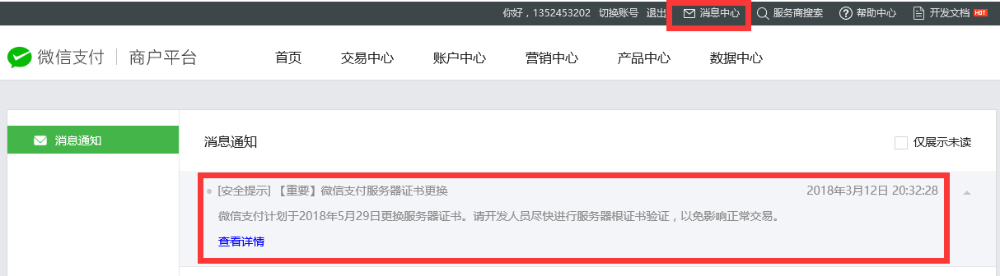 你好，1352453202 切换账号 退出 消息中心 服务商搜索 帮助中心 开发文档 HOT
微信支付 商户平台 首页 交易中心 账户中心 营销中心 产品中心 数据中心
消息通知
消息通知 仅展示未读
[安全提示] 【重要】微信支付服务器证书更换 2018年3月12日 20:32:28
微信支付计划于2018年5月29日更换服务器证书。请开发人员尽快进行服务器根证书验证，以免影响正常交易。
查看详情